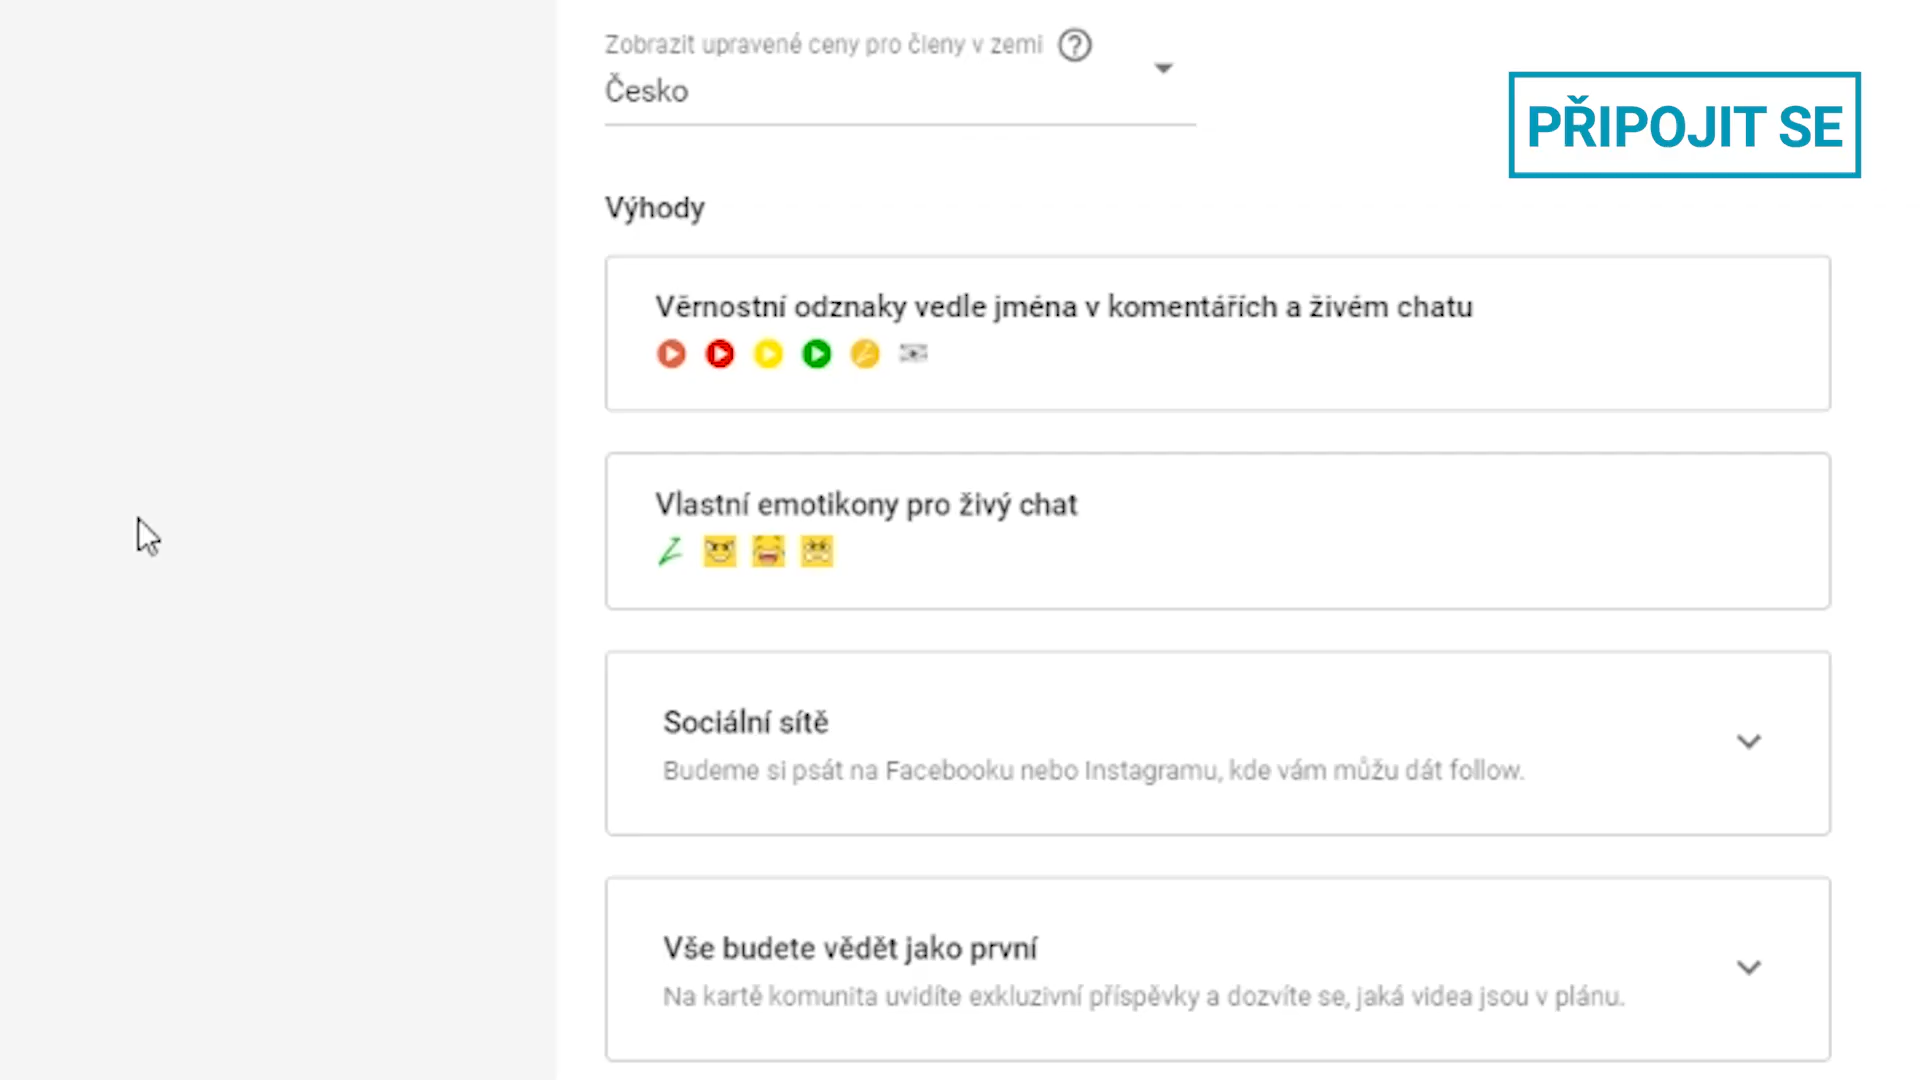 Zobrazit upravené ceny pro členy v zemi
Česko
PŘIPOJIT SE
Výhody
Věrnostní odznaky vedle jména v komentářích a živém chatu
Vlastní emotikony pro živý chat
Sociální sítě
Budeme si psát na Facebooku nebo Instagramu, kde vám můžu dát follow.
Vše budete vědět jako první
Na kartě komunita uvidíte exkluzivní příspěvky a dozvíte se, jaká videa jsou v plánu.